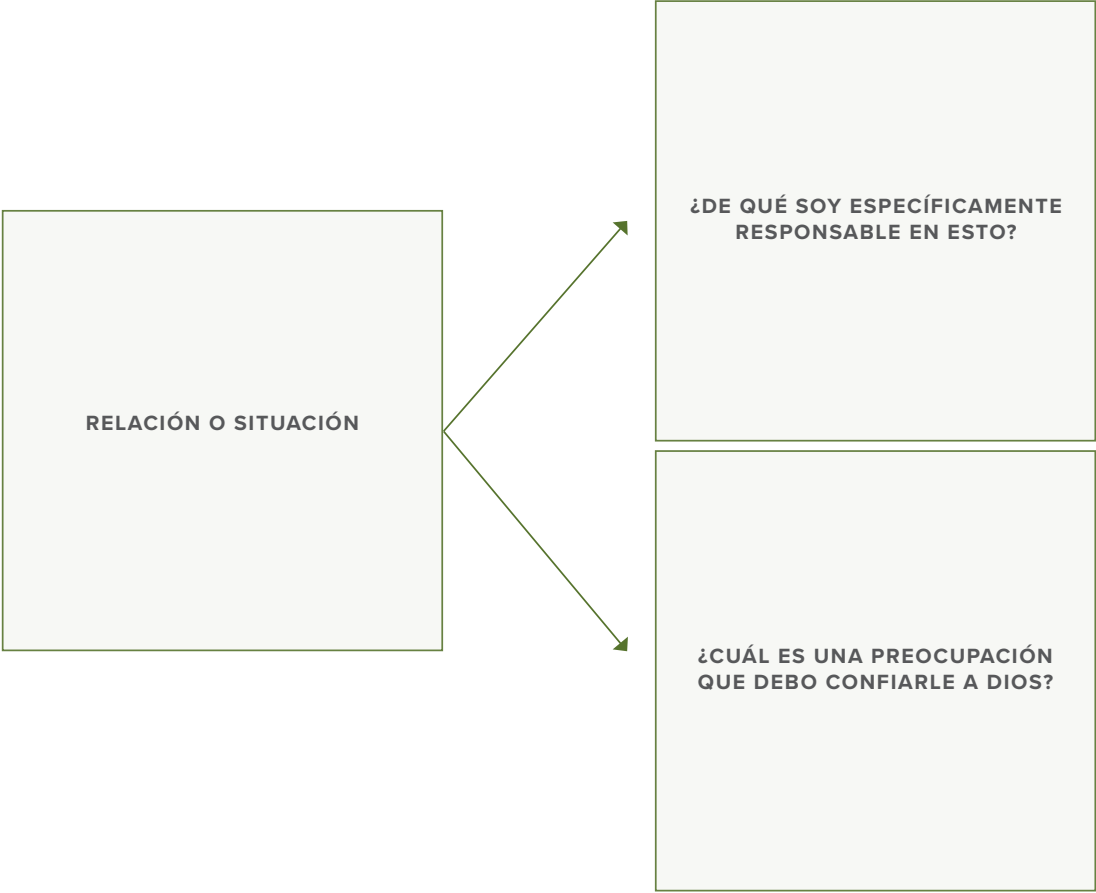 RELACIÓN O SITUACIÓN
¿DE QUÉ SOY ESPECÍFICAMENTE
RESPONSABLE EN ESTO?
¿CUÁL ES UNA PREOCUPACIÓN
QUE DEBO CONFIARLE A DIOS?